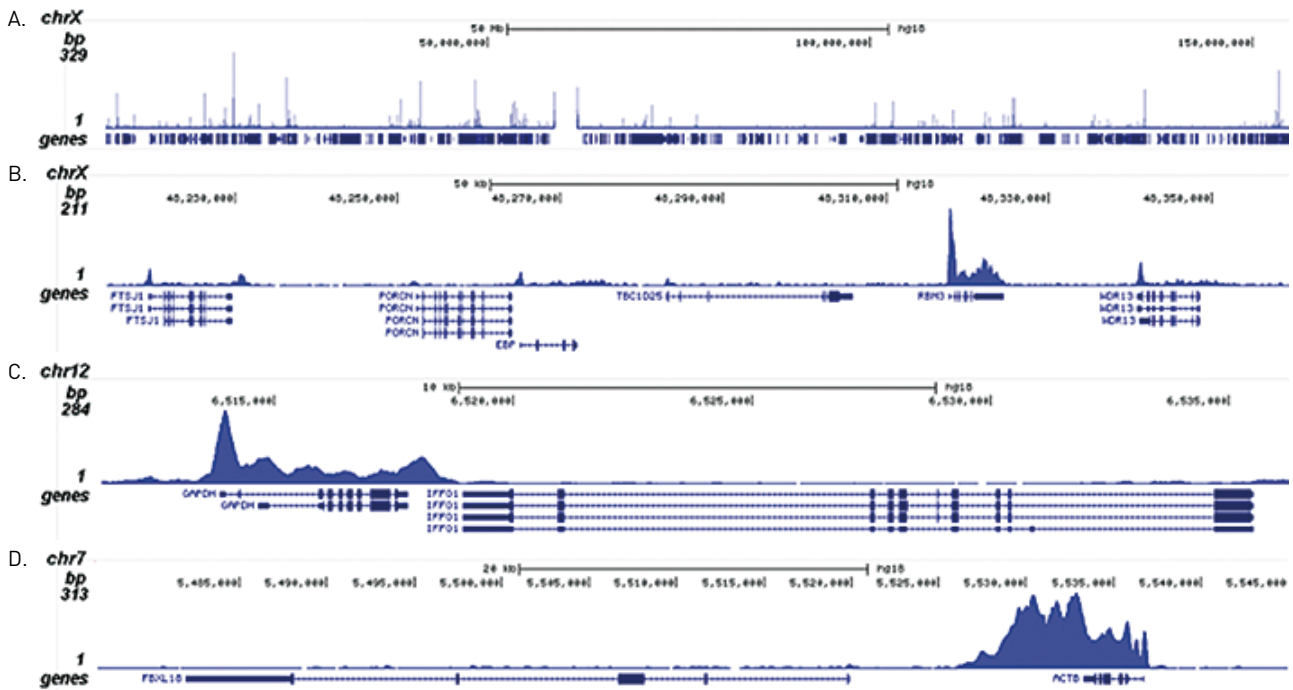 A. chrX
bp
329
1
genes
50 Mb hg18
50,000,000 100,000,000 150,000,000
B. chrX
bp
211
1
genes
50 kb hg18
48,230,000 48,250,000 48,270,000 48,290,000 48,310,000 48,330,000 48,350,000
FTSJ1 PORCN TBC1D25 RBM3 WDR13
FTSJ1 PORCN WDR13
FTSJ1 PORCN WDR13
PORCN
EBP
C. chr12
bp
284
1
genes
10 kb hg18
6,515,000 6,520,000 6,525,000 6,530,000 6,535,000
GAPDH IFFO1
GAPDH IFFO1
IFFO1
IFFO1
D. chr7
bp
313
1
genes
20 kb hg18
5,485,000 5,490,000 5,495,000 5,500,000 5,505,000 5,510,000 5,515,000 5,520,000 5,525,000 5,530,000 5,535,000 5,540,000 5,545,000
FBXL18 ACTB